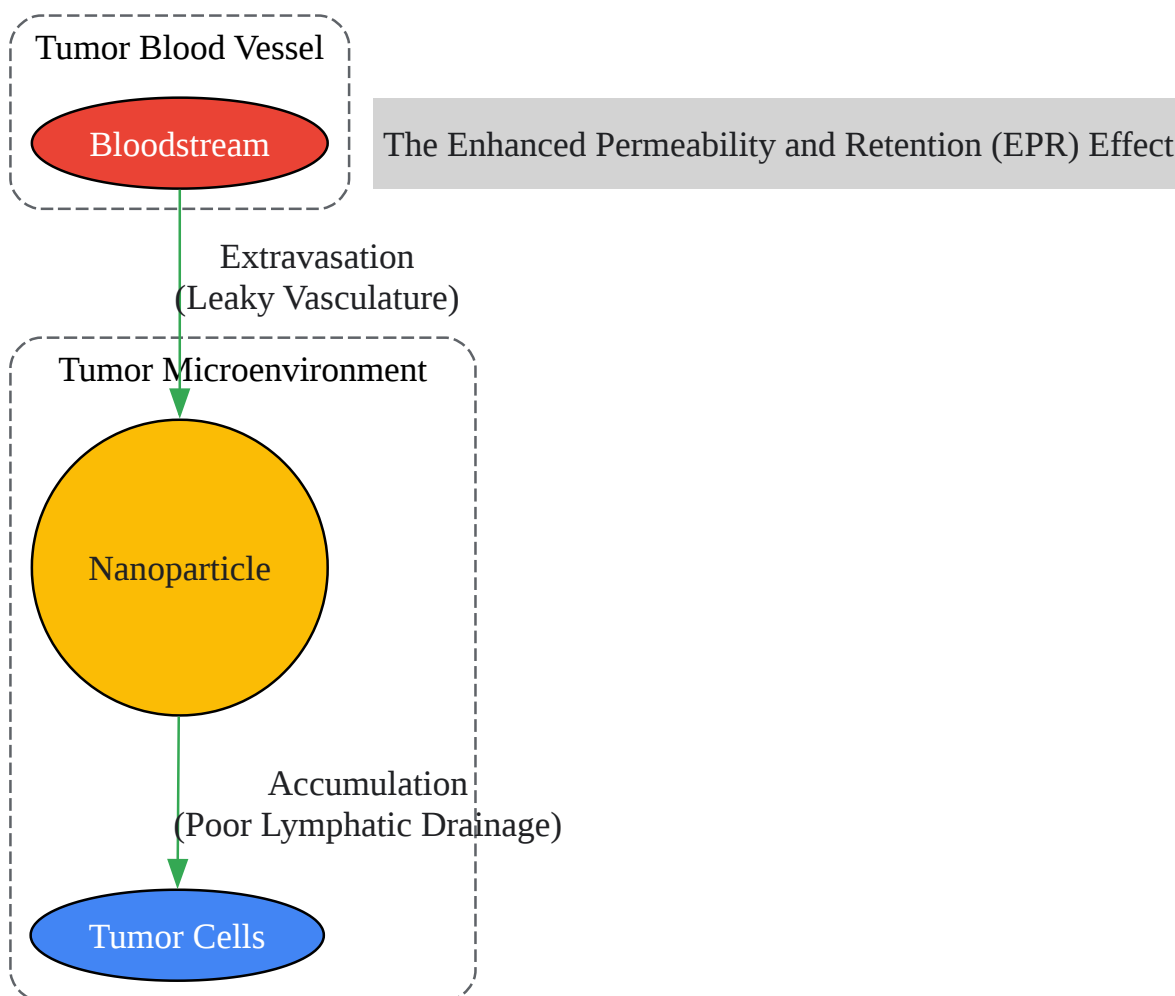 Tumor Blood Vessel
Bloodstream
The Enhanced Permeability and Retention (EPR) Effect
Extravasation
(Leaky Vasculature)
Tumor Microenvironment
Nanoparticle
Accumulation
(Poor Lymphatic Drainage)
Tumor Cells